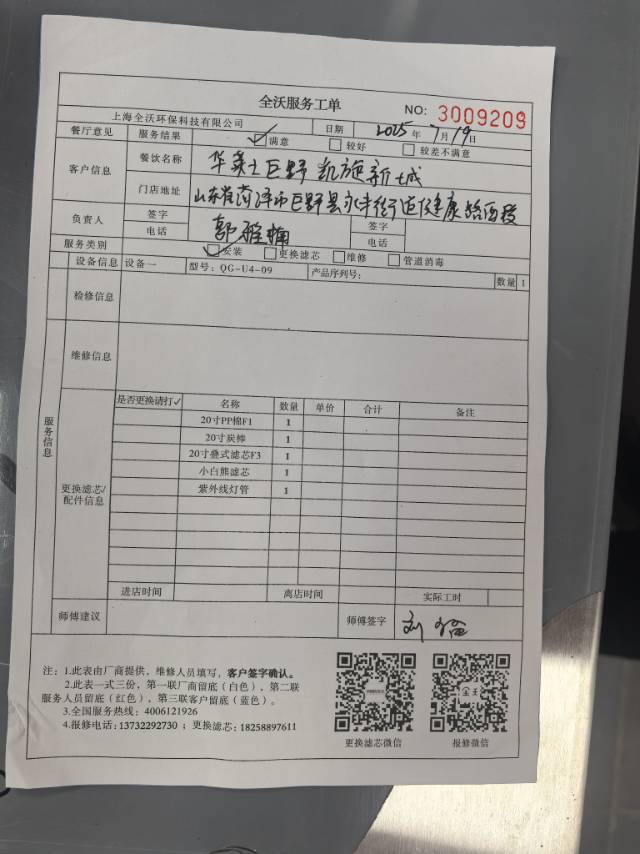 全沃服务工单
NO: 3009209
上海全沃环保科技有限公司 日期 2025年7月19日
餐厅意见 服务结果 ✓满意 □较好 □较差不满意
客户信息 餐饮名称 华莱士巨野凯旋新城
门店地址 山东省菏泽市巨野县永丰街道健康路西段
负责人 签字 郭雅楠 签字
电话 电话
服务类别 ✓安装 □更换滤芯 □维修 □管道消毒
设备信息 设备一 型号：QG-U4-09 产品序列号： 数量 1
检修信息
维修信息
服务信息
更换滤芯/配件信息
是否更换请打✓ 名称 数量 单价 合计 备注
20寸PP棉F1 1
20寸炭棒 1
20寸叠式滤芯F3 1
小白熊滤芯 1
紫外线灯管 1
进店时间 离店时间 实际工时
师傅建议 师傅签字 刘
注：1.此表由厂商提供，维修人员填写，客户签字确认。
2.此表一式三份，第一联厂商留底（白色），第二联
服务人员留底（红色），第三联客户留底（蓝色）。
3.全国服务热线：4006121926
4.报修电话：13732292730；更换滤芯：18258897611
更换滤芯微信 报修微信